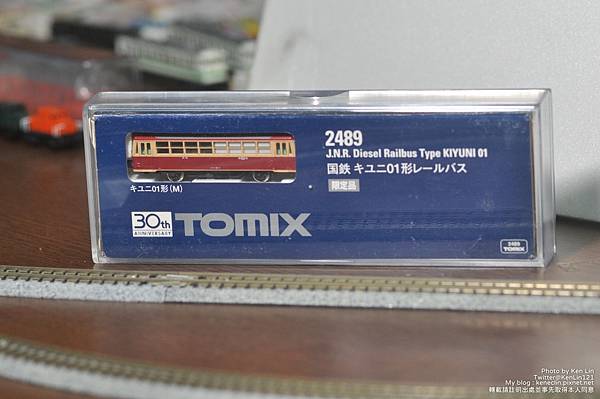 2489
J.N.R. Diesel Railbus Type KIYUNI 01
国鉄 キユニ01形レールバス
限定品
キユニ01形(M)
30th
ANNIVERSARY
TOMIX
2489
TOMIX
Photo by Ken Lin
Twitter@KenLin121
My blog : keneclin.pixnet.net
轉載請註明出處並事先取得本人同意